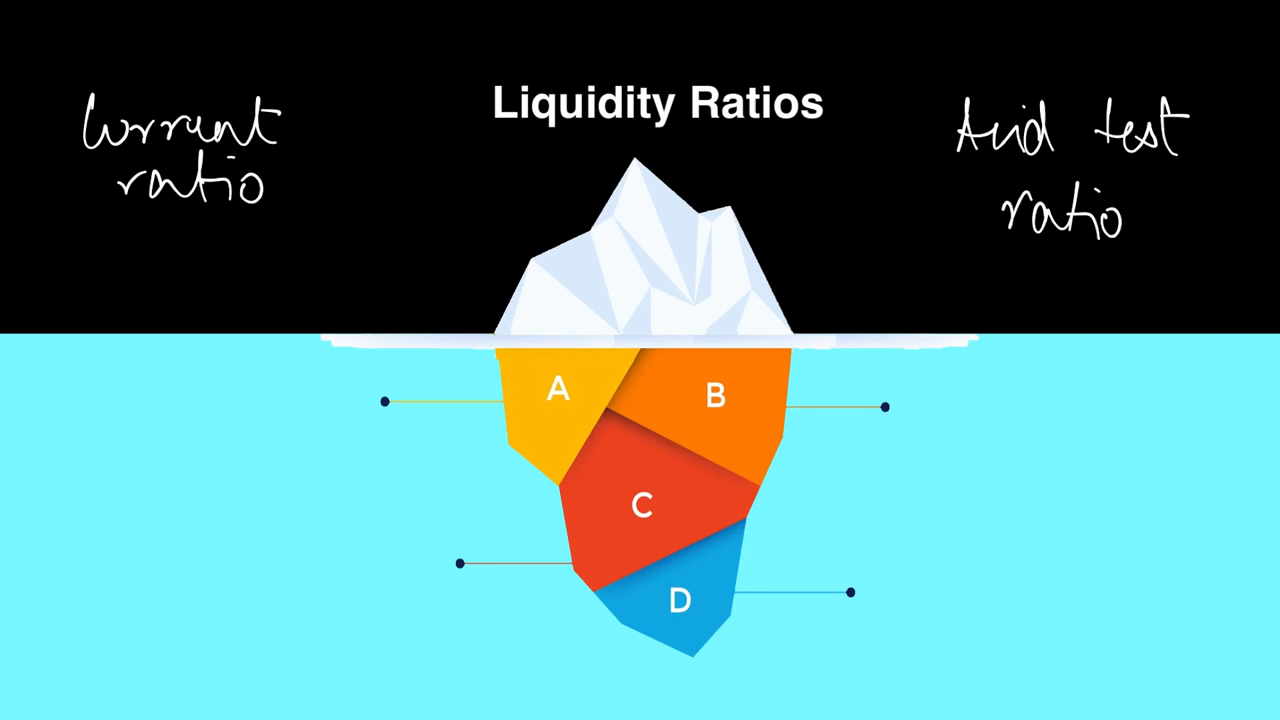 Liquidity Ratios
Current
ratio
Acid test
ratio
A
B
C
D